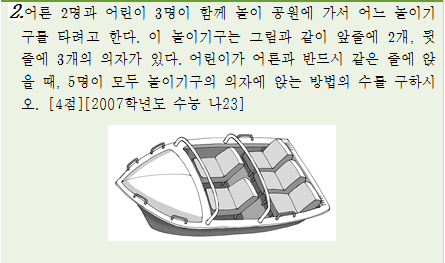 2.어른 2명과 어린이 3명이 함께 놀이 공원에 가서 어느 놀이기
구를 타려고 한다. 이 놀이기구는 그림과 같이 앞줄에 2개, 뒷
줄에 3개의 의자가 있다. 어린이가 어른과 반드시 같은 줄에 앉
을 때, 5명이 모두 놀이기구의 의자에 앉는 방법의 수를 구하시
오. [4점][2007학년도 수능 나23]